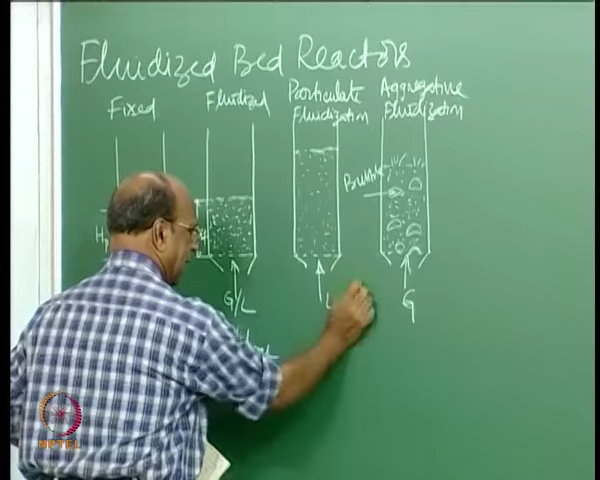 Fluidized Bed Reactors
Fixed
Fluidized
Particulate
Fluidization
Aggregative
Fluidization
Bubble
G/L
L
G
NPTEL